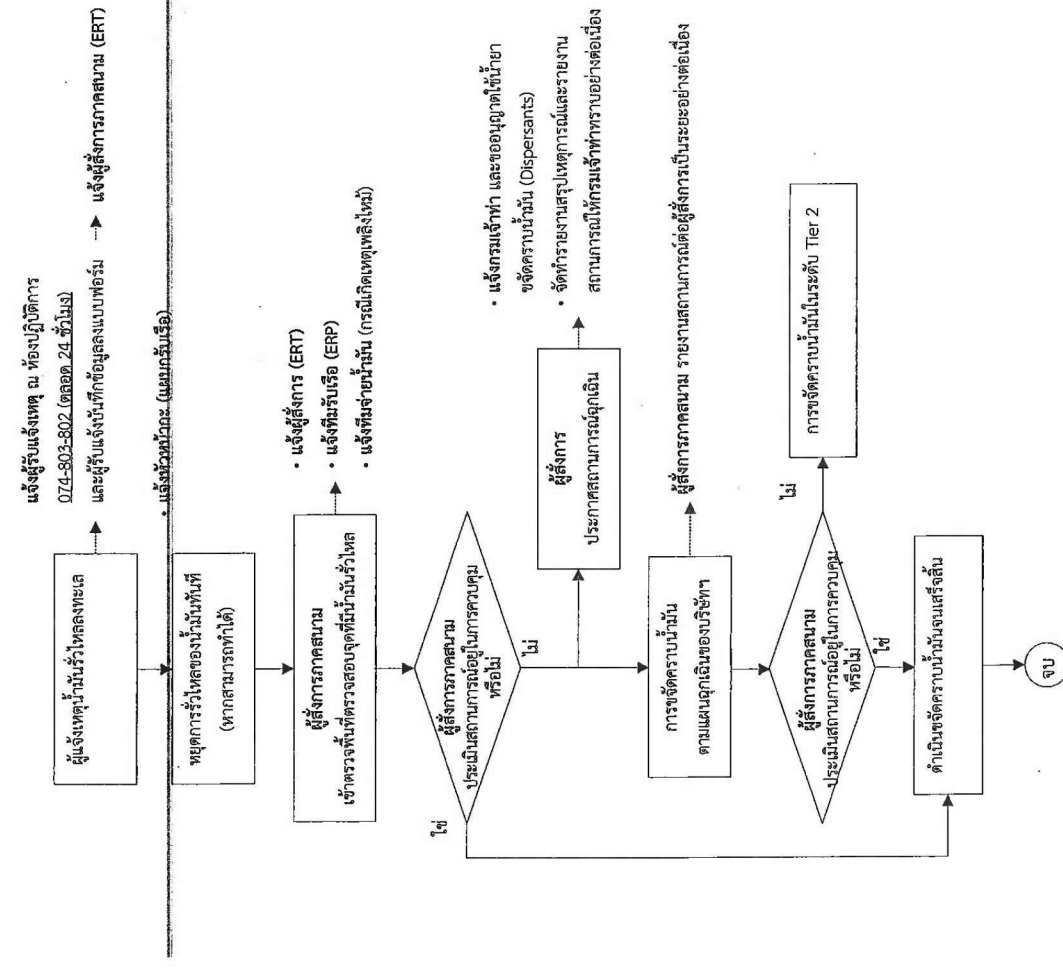 แจ้งผู้รับแจ้งเหตุ ณ ห้องปฏิบัติการ
074-803-802 (ตลอด 24 ชั่วโมง)
ผู้แจ้งเหตุน้ำมันรั่วไหลลงทะเล
และผู้รับแจ้งบันทึกข้อมูลลงแบบฟอร์ม
แจ้งผู้สั่งการภาคสนาม (ERT)
• แจ้งหัวหน้ากะ (แผนกรับเรือ)
หยุดการรั่วไหลของน้ำมันทันที
(หากสามารถทำได้)
ผู้สั่งการภาคสนาม
เข้าตรวจพื้นที่ตรวจสอบจุดที่มีน้ำมันรั่วไหล
• แจ้งผู้สั่งการ (ERT)
• แจ้งทีมรับเรือ (ERP)
• แจ้งทีมจ่ายน้ำมัน (กรณีเกิดเหตุเพลิงไหม้)
ผู้สั่งการภาคสนาม
ประเมินสถานการณ์อยู่ในการควบคุม
หรือไม่
ใช่
ไม่
ผู้สั่งการ
ประกาศสถานการณ์ฉุกเฉิน
• แจ้งกรมเจ้าท่า และขออนุญาตใช้น้ำยา
ขจัดคราบน้ำมัน (Dispersants)
• จัดทำรายงานสรุปเหตุการณ์และรายงาน
สถานการณ์ให้กรมเจ้าท่าทราบอย่างต่อเนื่อง
การขจัดคราบน้ำมัน
ตามแผนฉุกเฉินของบริษัทฯ
ผู้สั่งการภาคสนาม รายงานสถานการณ์ต่อผู้สั่งการเป็นระยะอย่างต่อเนื่อง
ผู้สั่งการภาคสนาม
ประเมินสถานการณ์อยู่ในการควบคุม
หรือไม่
ไม่
การขจัดคราบน้ำมันในระดับ Tier 2
ใช่
ดำเนินขจัดคราบน้ำมันจนเสร็จสิ้น
จบ